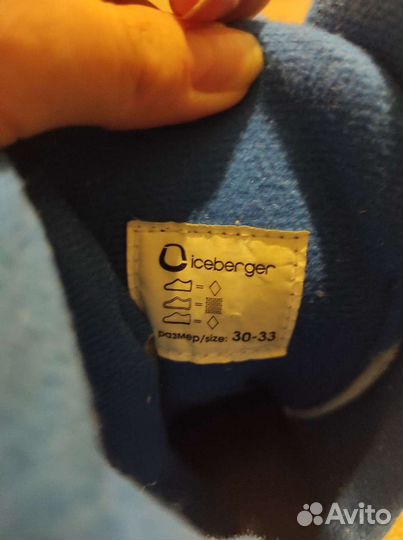 iceberger
=
=
=
размер/size: 30-33
Avito